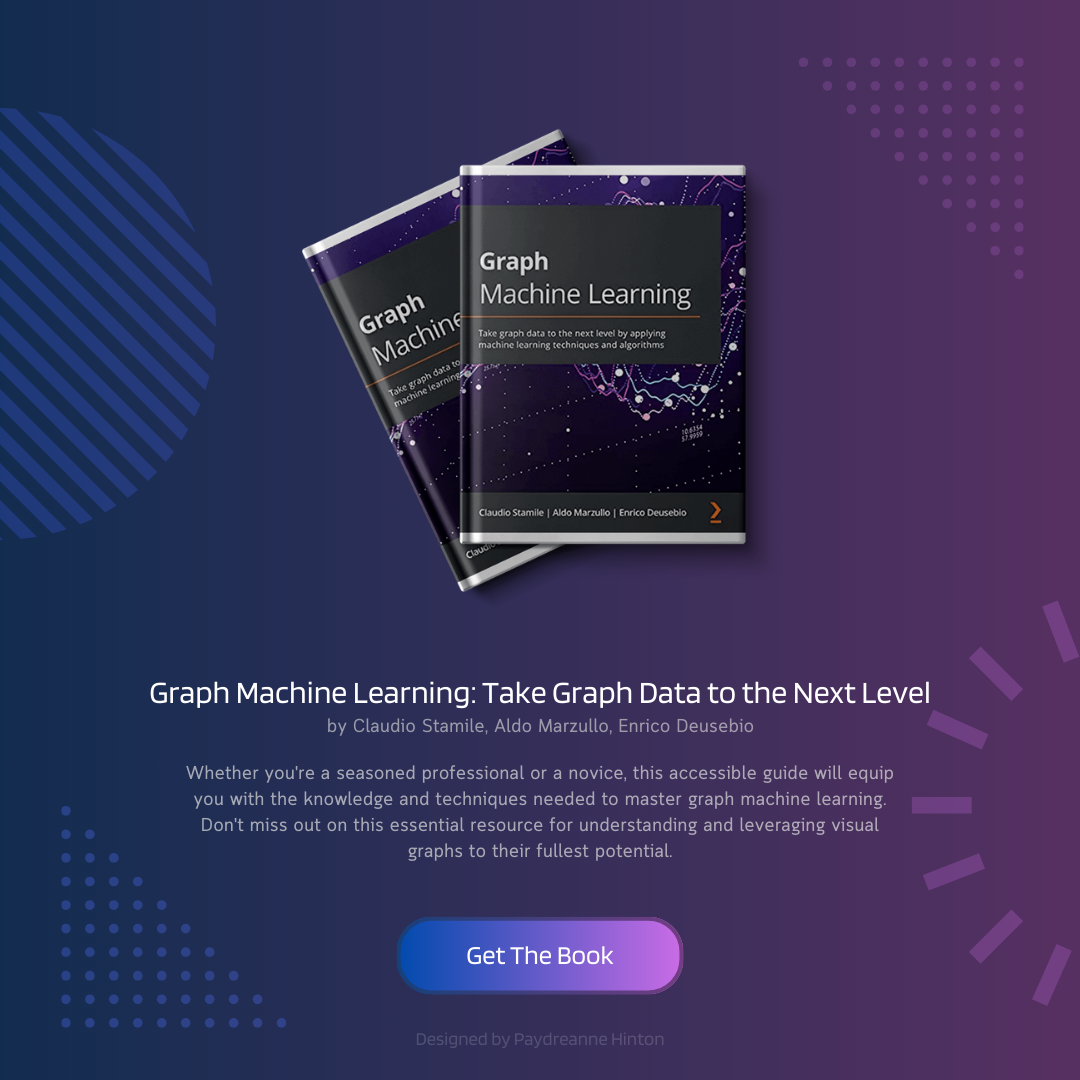 Graph
Machine Learning
Take graph data to the next level by applying
machine learning techniques and algorithms
10.6354
57.9959
Claudio Stamile | Aldo Marzullo | Enrico Deusebio
Graph
Machine
Take graph data to
machine learning
Claudio
Graph Machine Learning: Take Graph Data to the Next Level
by Claudio Stamile, Aldo Marzullo, Enrico Deusebio
Whether you're a seasoned professional or a novice, this accessible guide will equip
you with the knowledge and techniques needed to master graph machine learning.
Don't miss out on this essential resource for understanding and leveraging visual
graphs to their fullest potential.
Get The Book
Designed by Paydreanne Hinton